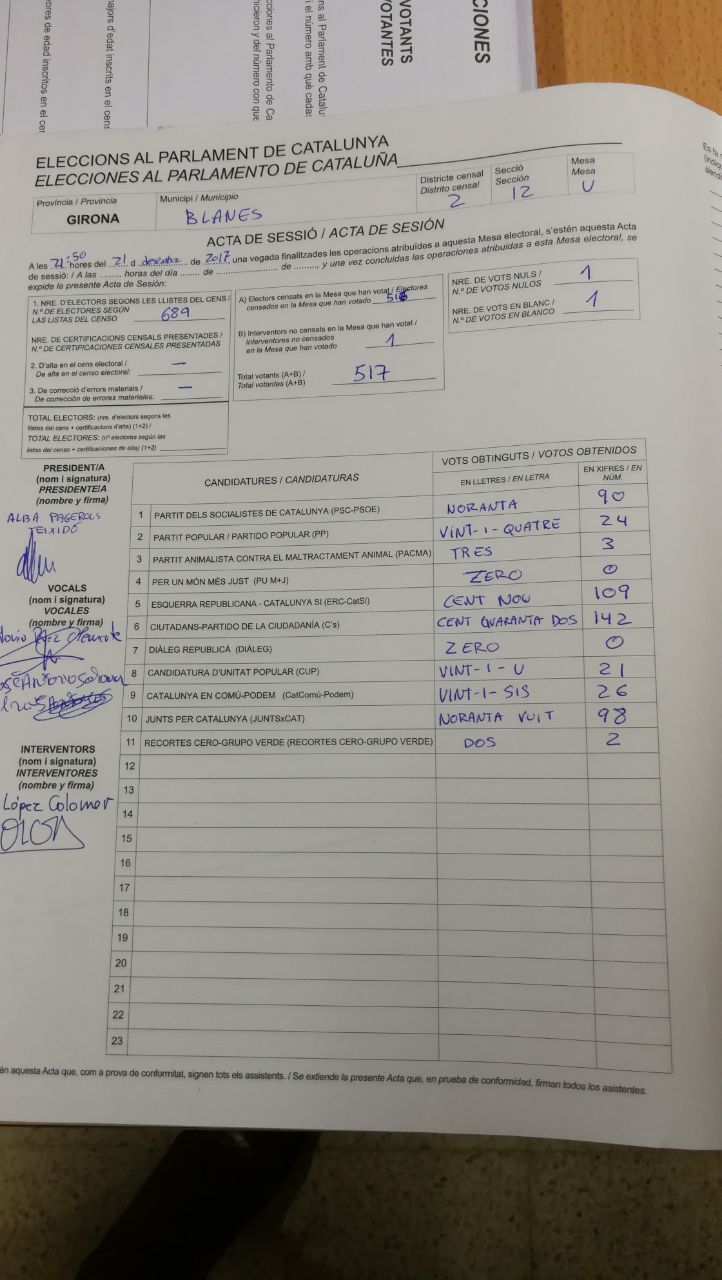 CIONES
VOTANTS
VOTANTES
ELECCIONS AL PARLAMENT DE CATALUNYA
ELECCIONES AL PARLAMENTO DE CATALUÑA
Província / Provincia
GIRONA
Municipi / Municipio
BLANES
Districte censal
Distrito censal
2
Secció
Sección
12
Mesa
Mesa
U
ACTA DE SESSIÓ / ACTA DE SESIÓN
A les 21:50 hores del 21 d desembre de 2017, una vegada finalitzades les operacions atribuïdes a aquesta Mesa electoral, s'estén aquesta Acta
de sessió: / A las ........ horas del día ....... de ....................... de ........, y una vez concluidas las operaciones atribuidas a esta Mesa electoral, se
expide la presente Acta de Sesión:
1. NRE. D'ELECTORS SEGONS LES LLISTES DEL CENS /
N.º DE ELECTORES SEGÚN
LAS LISTAS DEL CENSO
689
NRE. DE CERTIFICACIONS CENSALS PRESENTADES /
N.º DE CERTIFICACIONES CENSALES PRESENTADAS
2. D'alta en el cens electoral /
De alta en el censo electoral: —
3. De correcció d'errors materials /
De corrección de errores materiales: —
TOTAL ELECTORS: (nre. d'electors segons les
llistes del cens + certificacions d'alta) (1+2) /
TOTAL ELECTORES: (nº electores según las
listas del censo + certificaciones de alta) (1+2)
A) Electors censats en la Mesa que han votat / Electores
censados en la Mesa que han votado 516
B) Interventors no censats en la Mesa que han votat /
Interventores no censados
en la Mesa que han votado 1
Total votants (A+B) /
Total votantes (A+B) 517
NRE. DE VOTS NULS /
N.º DE VOTOS NULOS 1
NRE. DE VOTS EN BLANC /
N.º DE VOTOS EN BLANCO 1
PRESIDENT/A
(nom i signatura)
PRESIDENTE/A
(nombre y firma)
ALBA PAGEROLS
TEIXIDÓ
VOCALS
(nom i signatura)
VOCALES
(nombre y firma)
INTERVENTORS
(nom i signatura)
INTERVENTORES
(nombre y firma)
López Colomer
CANDIDATURES / CANDIDATURAS
VOTS OBTINGUTS / VOTOS OBTENIDOS
EN LLETRES / EN LETRA
EN XIFRES / EN NÚM.
1 PARTIT DELS SOCIALISTES DE CATALUNYA (PSC-PSOE) NORANTA 90
2 PARTIT POPULAR / PARTIDO POPULAR (PP) VINT-I-QUATRE 24
3 PARTIT ANIMALISTA CONTRA EL MALTRACTAMENT ANIMAL (PACMA) TRES 3
4 PER UN MÓN MÉS JUST (PU M+J) ZERO 0
5 ESQUERRA REPUBLICANA - CATALUNYA SI (ERC-CatSí) CENT NOU 109
6 CIUTADANS-PARTIDO DE LA CIUDADANÍA (C's) CENT QUARANTA DOS 142
7 DIÀLEG REPUBLICÀ (DIÀLEG) ZERO 0
8 CANDIDATURA D'UNITAT POPULAR (CUP) VINT-I-U 21
9 CATALUNYA EN COMÚ-PODEM (CatComú-Podem) VINT-I-SIS 26
10 JUNTS PER CATALUNYA (JUNTSxCAT) NORANTA VUIT 98
11 RECORTES CERO-GRUPO VERDE (RECORTES CERO-GRUPO VERDE) DOS 2
12
13
14
15
16
17
18
19
20
21
22
23
én aquesta Acta que, com a prova de conformitat, signen tots els assistents. / Se extiende la presente Acta que, en prueba de conformidad, firman todos los asistentes.